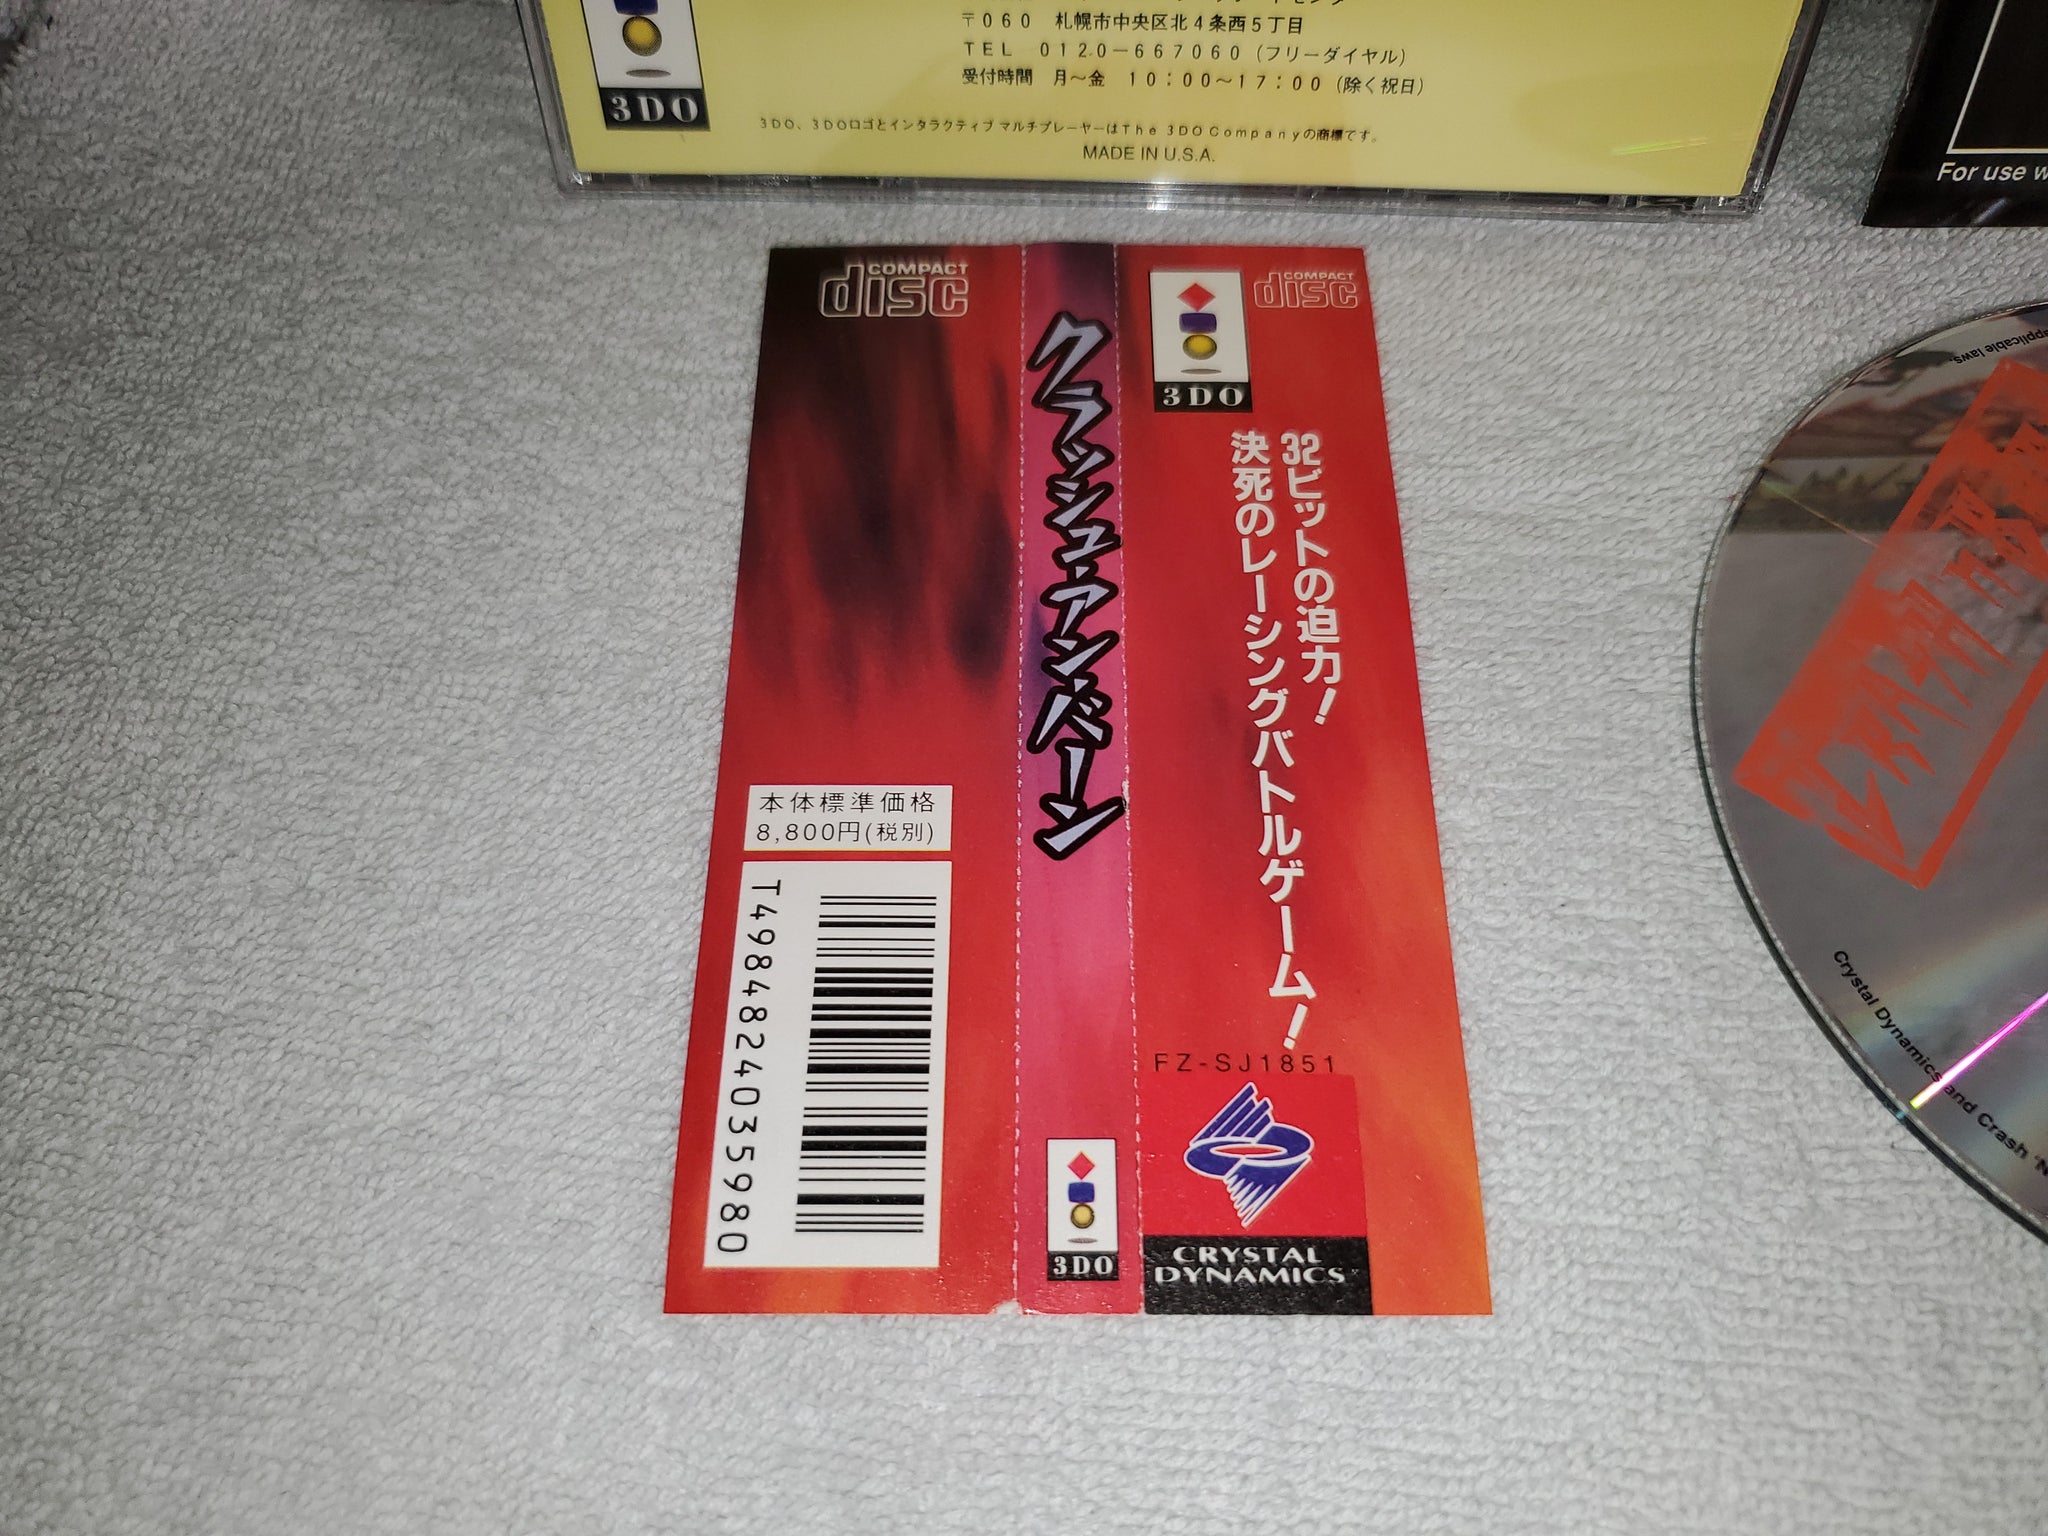 〒060 札幌市中央区北4条西5丁目
TEL 0120-667060(フリーダイヤル)
受付時間 月〜金 10:00〜17:00(除く祝日)
3DO
3DO、3DOロゴとインタラクティブ マルチプレーヤーはThe 3DO Companyの商標です。
MADE IN U.S.A.
For use w
COMPACT
disc
本体標準価格
8,800円(税別)
T4984824035980
クラッシュ・アン・バーン
3DO
3DO
COMPACT
disc
32ビットの迫力!
決死のレーシングバトルゲーム!
FZ-SJ1851
CRYSTAL
DYNAMICS
applicable laws.
CRASH 'N B
Crystal Dynamics and Crash 'N